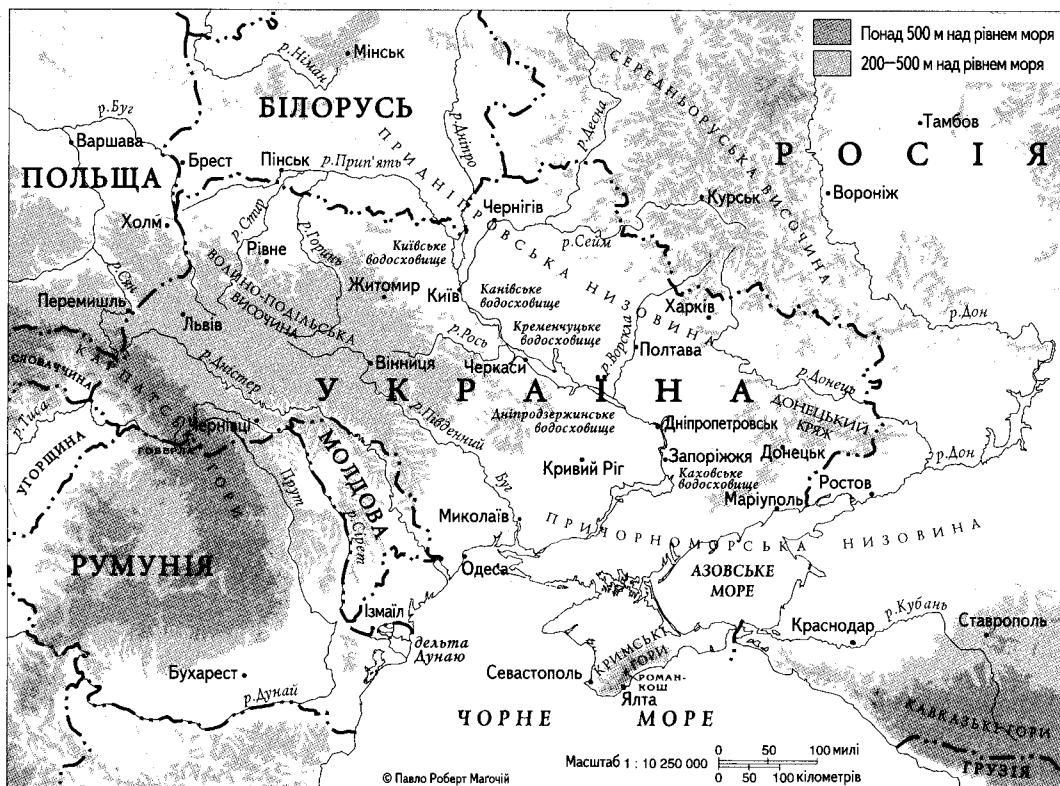 Понад 500 м над рівнем моря
200–500 м над рівнем моря
р.Німан
Мінськ
БІЛОРУСЬ
СЕРЕДНЬОРУСЬКА ВИСОЧИНА
Тамбов
РОСІЯ
р.Буг
Варшава
ПОЛЬЩА
Брест
Пінськ
р.Прип'ять
р.Дніпро
р.Десна
Курськ
Вороніж
ПРИДНІПРОВСЬКА НИЗОВИНА
Чернігів
Холм
р.Стир
Рівне
р.Горинь
Київське
водосховище
р.Сейм
ВОЛИНО-ПОДІЛЬСЬКА
ВИСОЧИНА
Житомир
Київ
Канівське
водосховище
р.Сян
Перемишль
Львів
Кременчуцьке
водосховище
р.Ворскла
Харків
р.Дон
р.Рось
Полтава
СЛОВАЧЧИНА
КАРПАТСЬКІ ГОРИ
р.Дністер
Вінниця
Черкаси
УКРАЇНА
р.Донець
ДОНЕЦЬКИЙ
КРЯЖ
р.Тиса
Чернівці
ГОВЕРЛА
р.Південний
Буг
Дніпродзержинське
водосховище
Дніпропетровськ
УГОРЩИНА
МОЛДОВА
Прут
р.Сірет
Кривий Ріг
Запоріжжя
Донецьк
Каховське
водосховище
р.Дон
Ростов
Маріуполь
Миколаїв
ПРИЧОРНОМОРСЬКА НИЗОВИНА
РУМУНІЯ
Одеса
АЗОВСЬКЕ
МОРЕ
Ізмаїл
дельта
Дунаю
р.Кубань
Ставрополь
Краснодар
Бухарест
р.Дунай
Севастополь
КРИМСЬКІ
ГОРИ
РОМАН-
КОШ
Ялта
ЧОРНЕ МОРЕ
КАВКАЗЬКІ ГОРИ
ГРУЗІЯ
Масштаб 1 : 10 250 000
0 50 100 милі
0 50 100 кілометрів
© Павло Роберт Маґочій